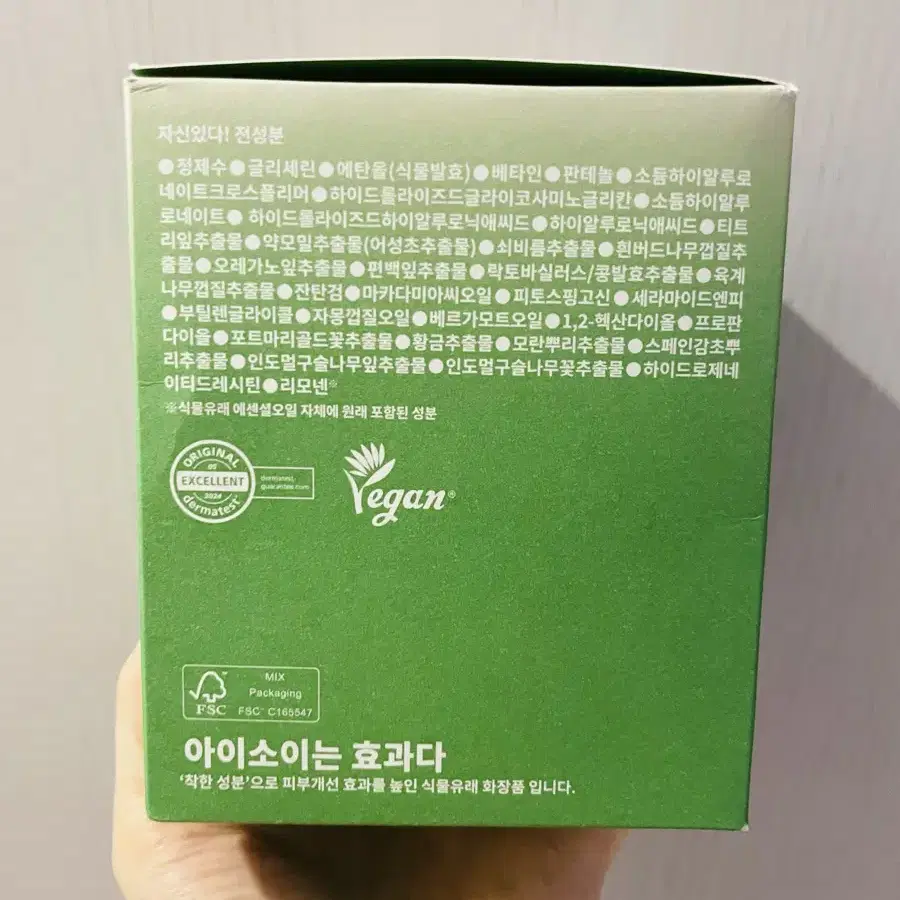 자신있다! 전성분
●정제수●글리세린●에탄올(식물발효)●베타인●판테놀●소듐하이알루로
네이트크로스폴리머●하이드롤라이즈드글라이코사미노글리칸●소듐하이알루
로네이트●하이드롤라이즈드하이알루로닉애씨드●하이알루로닉애씨드●티트
리잎추출물●약모밀추출물(어성초추출물)●쇠비름추출물●흰버드나무껍질추
출물●오레가노잎추출물●편백잎추출물●락토바실러스/콩발효추출물●육계
나무껍질추출물●잔탄검●마카다미아씨오일●피토스핑고신●세라마이드엔피
●부틸렌글라이콜●자몽껍질오일●베르가모트오일●1,2-헥산다이올●프로판
다이올●포트마리골드꽃추출물●황금추출물●모란뿌리추출물●스페인감초뿌
리추출물●인도멀구슬나무잎추출물●인도멀구슬나무꽃추출물●하이드로제네
이티드레시틴●리모넨※
※식물유래 에센셜오일 자체에 원래 포함된 성분
ORIGINAL
05
EXCELLENT
2024
dermatest®
dermatest.
guarantee.com
Vegan®
MIX
Packaging
FSC
FSC™ C165547
아이소이는 효과다
'착한 성분'으로 피부개선 효과를 높인 식물유래 화장품 입니다.